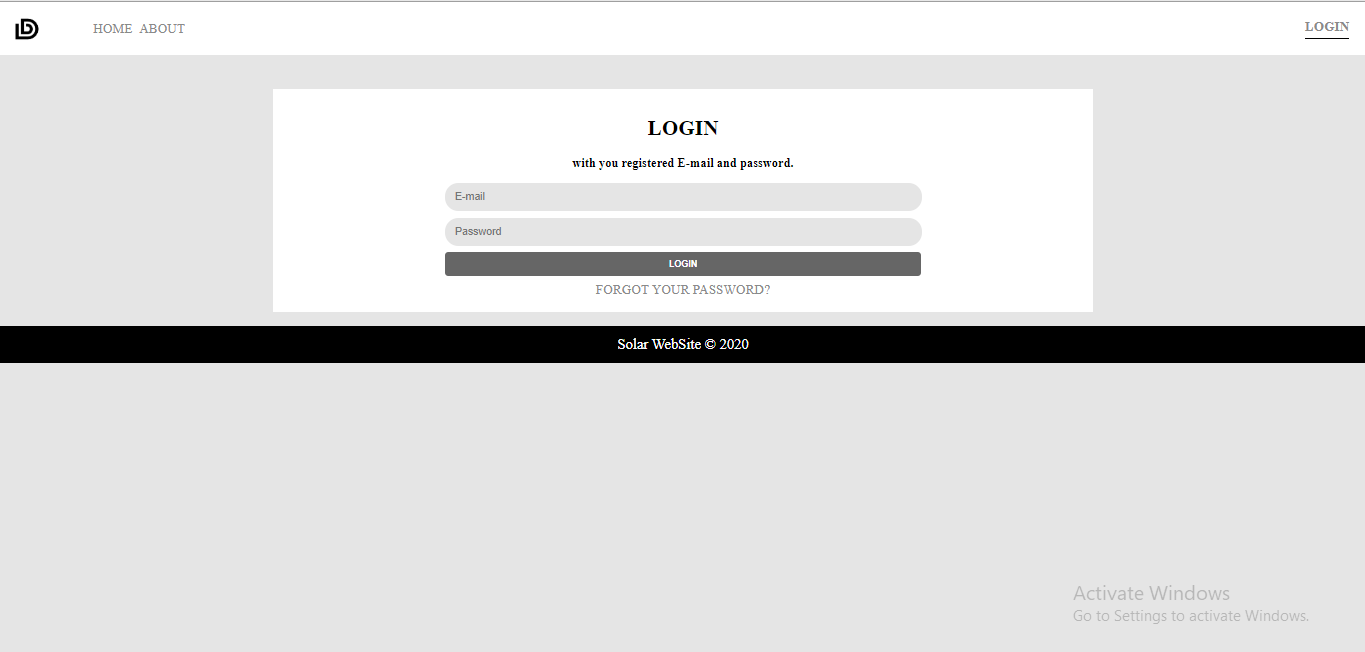 HOME ABOUT
LOGIN
LOGIN
with you registered E-mail and password.
E-mail
Password
LOGIN
FORGOT YOUR PASSWORD?
Solar WebSite © 2020
Activate Windows
Go to Settings to activate Windows.